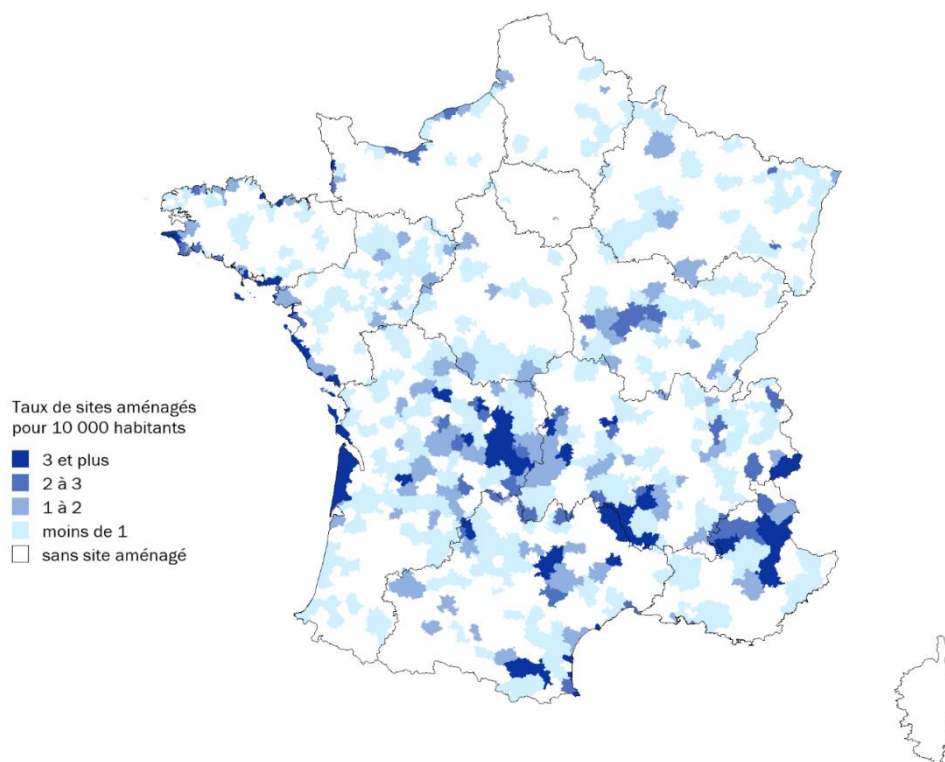 Taux de sites aménagés
pour 10 000 habitants
3 et plus
2 à 3
1 à 2
moins de 1
sans site aménagé